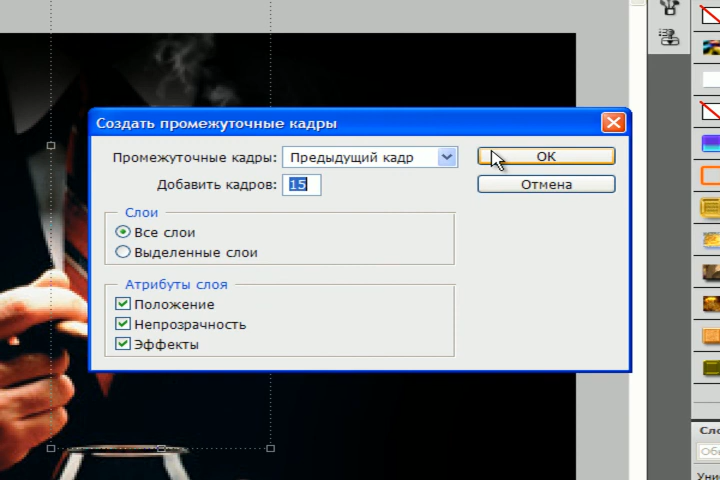 Создать промежуточные кадры
Промежуточные кадры: Предыдущий кадр
OK
Добавить кадров: 15
Отмена
Слои
Все слои
Выделенные слои
Атрибуты слоя
Положение
Непрозрачность
Эффекты